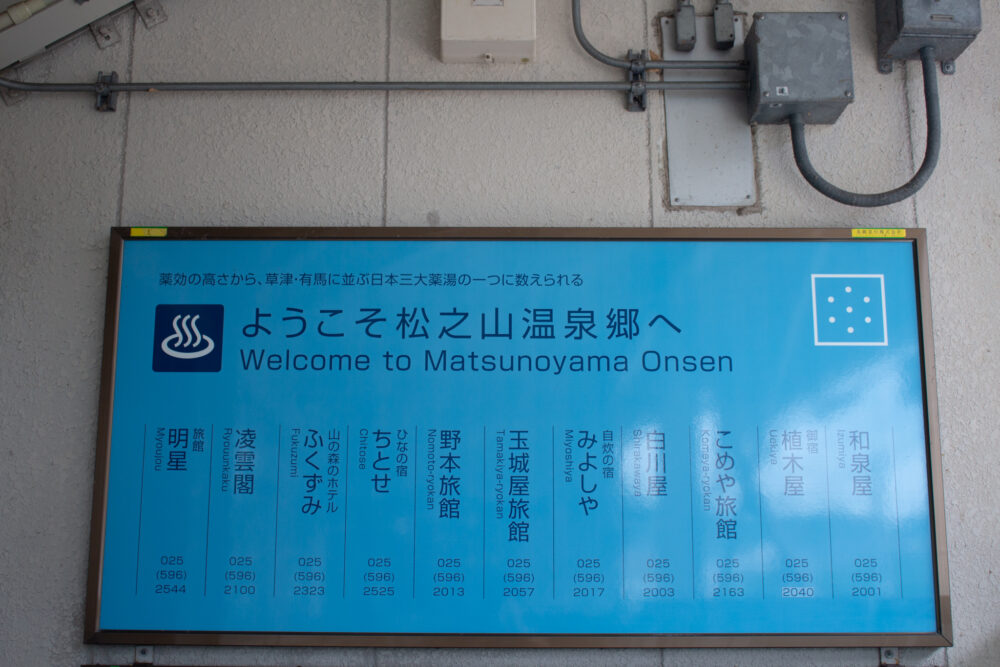 薬効の高さから、草津・有馬に並ぶ日本三大薬湯の一つに数えられる
ようこそ松之山温泉郷へ
Welcome to Matsunoyama Onsen
和泉屋
Izumiya
025
(596)
2001
御宿
植木屋
Uekiya
025
(596)
2040
こめや旅館
Komeya-ryokan
025
(596)
2163
白川屋
Shirakawaya
025
(596)
2003
自炊の宿
みよしや
Miyoshiya
025
(596)
2017
玉城屋旅館
Tamakiya-ryokan
025
(596)
2057
野本旅館
Nomoto-ryokan
025
(596)
2013
ひなの宿
ちとせ
Chitose
025
(596)
2525
山の森のホテル
ふくずみ
Fukuzumi
025
(596)
2323
凌雲閣
Ryounkaku
025
(596)
2100
旅館
明星
Myoujou
025
(596)
2544